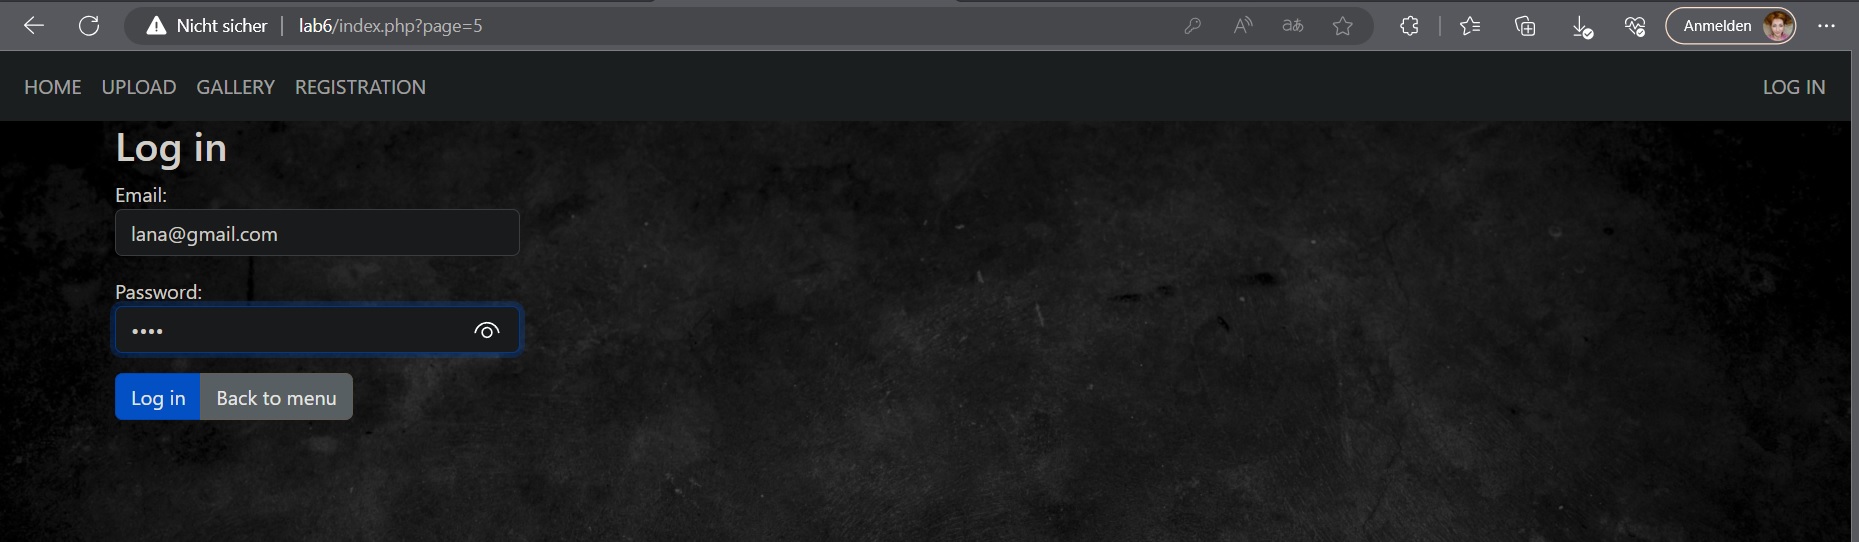 Nicht sicher | lab6/index.php?page=5 Anmelden
HOME UPLOAD GALLERY REGISTRATION LOG IN
Log in
Email:
lana@gmail.com
Password:
••••
Log in Back to menu